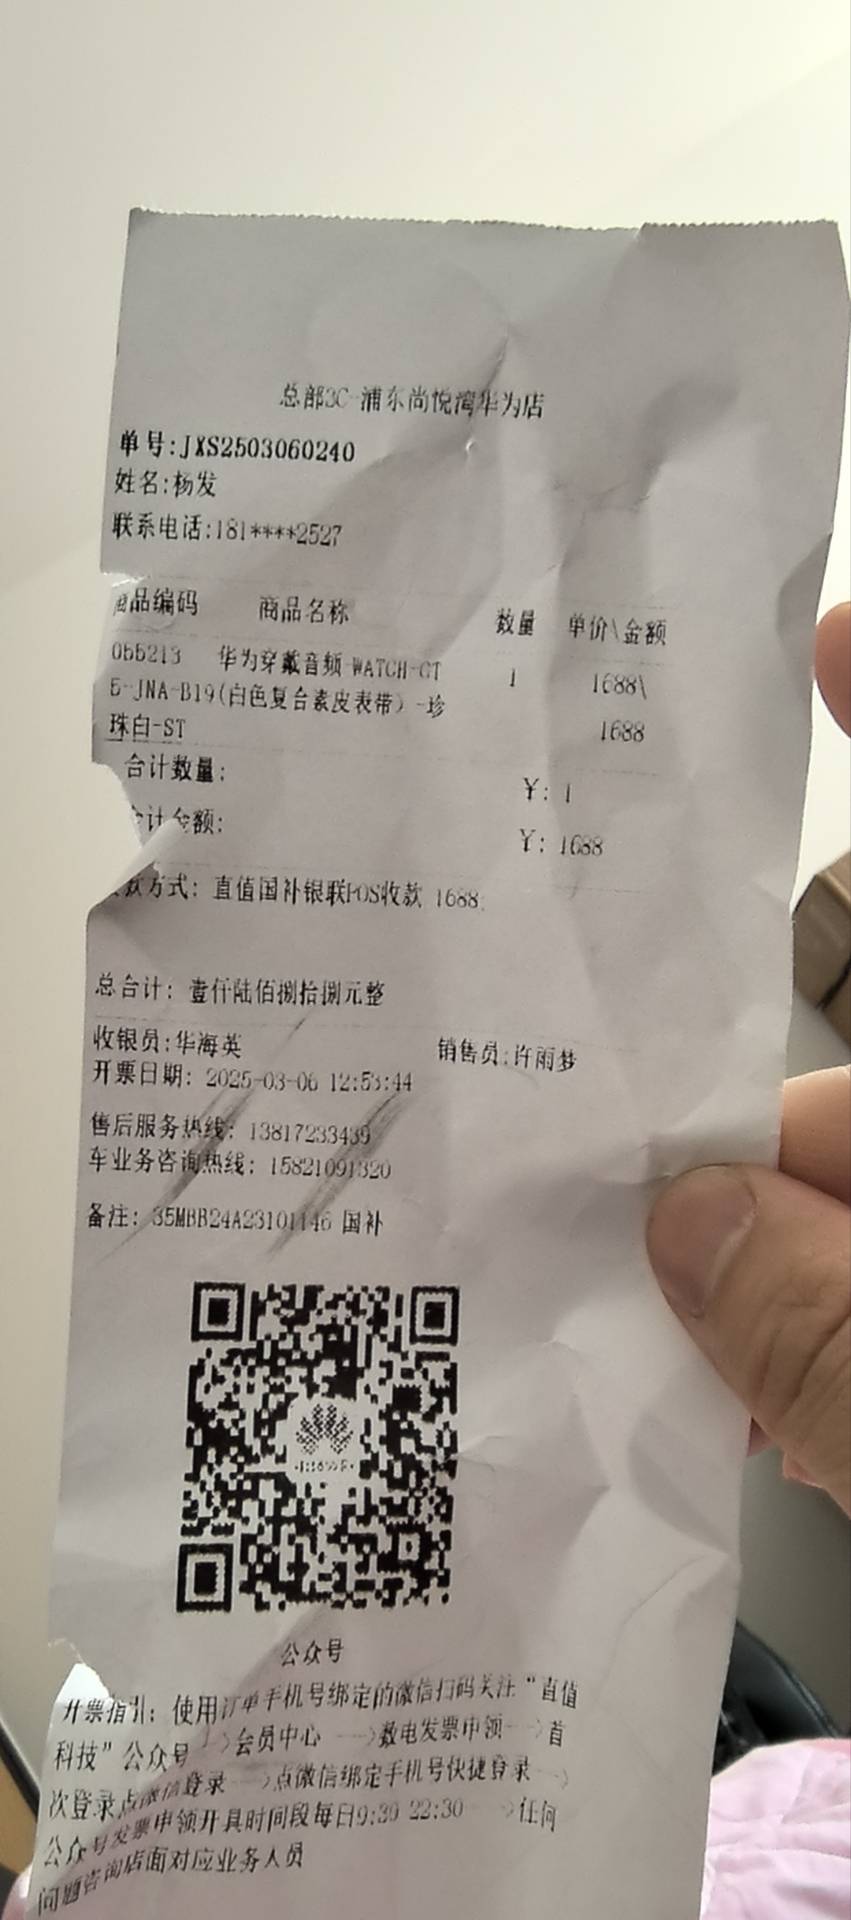 总部3C-浦东尚悦湾华为店
单号:JXS2503060240
姓名:杨发
联系电话:181****2527
商品编码 商品名称 数量 单价\金额
055213 华为穿戴音频-WATCH-GT 1 1688\
5-JNA-B19(白色复合素皮表带）-珍 1688
珠白-ST
合计数量: ¥: 1
合计金额: ¥: 1688
款方式: 直值国补银联POS收款 1688;
总合计: 壹仟陆佰捌拾捌元整
收银员:华海英 销售员:许雨梦
开票日期: 2025-03-06 12:53:44
售后服务热线: 13817233439
车业务咨询热线: 15821091320
备注: 35MBB24A23101146 国补
公众号
开票指引: 使用订单手机号绑定的微信扫码关注“直值
科技”公众号-->会员中心--->数电发票申领--->首
次登录点微信登录--->点微信绑定手机号快捷登录--->
公众号发票申领开具时间段每日9:30 22:30--->任何
问题咨询店面对应业务人员